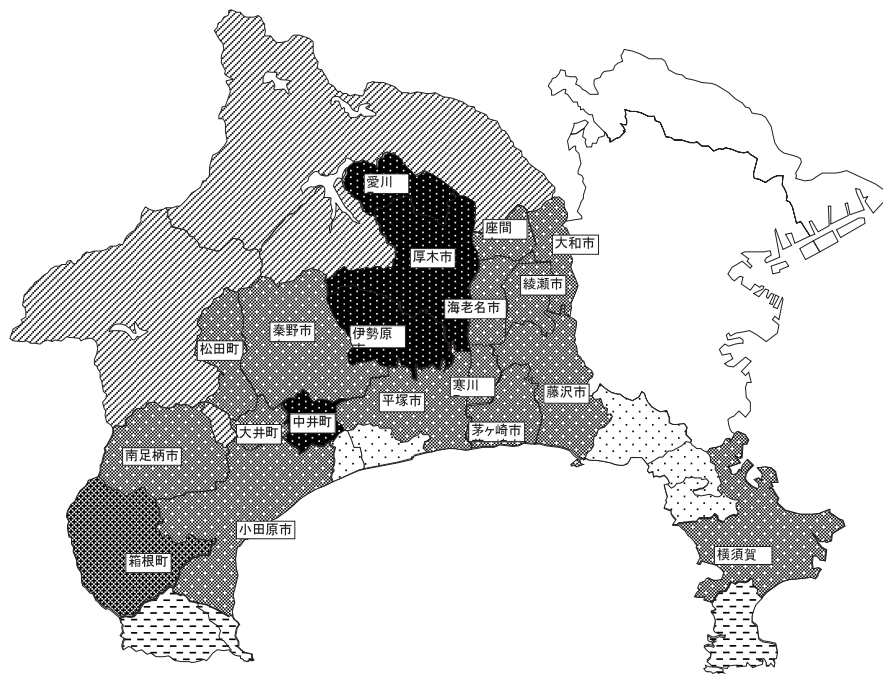 愛川
座間
大和市
厚木市
綾瀬市
海老名市
秦野市
伊勢原
松田町
藤沢市
寒川
平塚市
中井町
大井町
茅ヶ崎市
南足柄市
小田原市
箱根町
横須賀